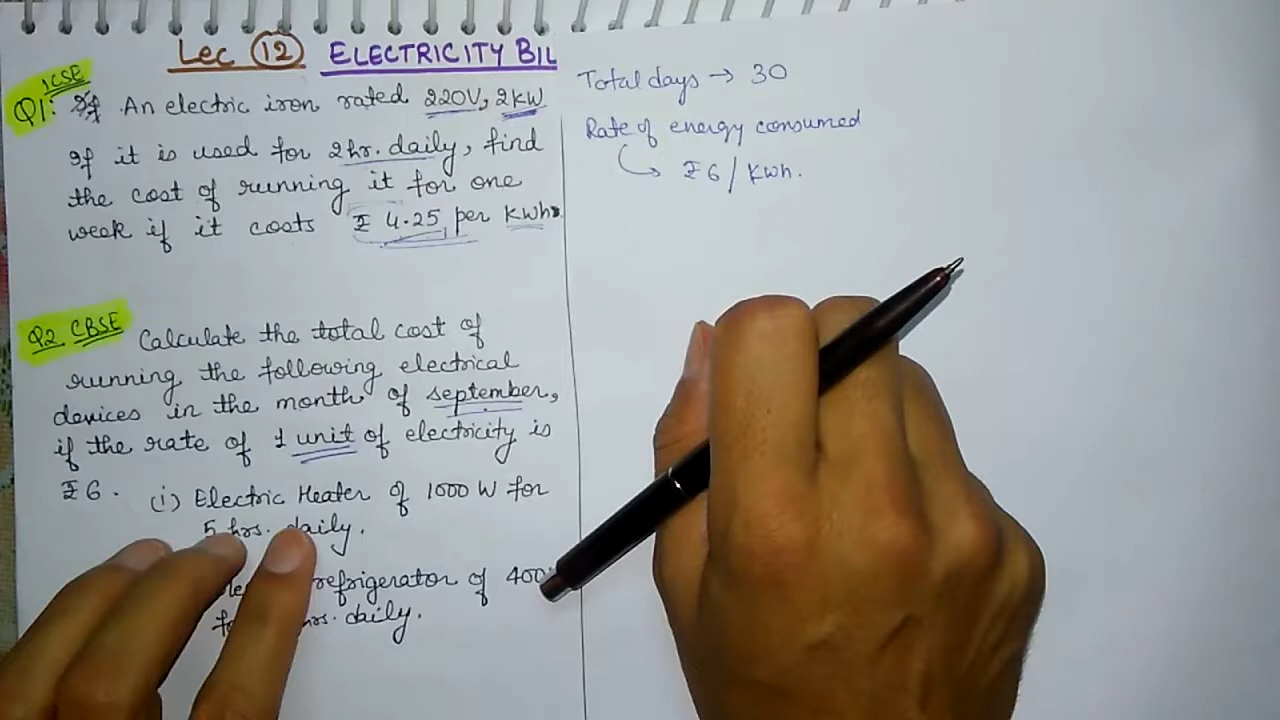 Lec 12 ELECTRICITY BIL
ICSE
Q1: An electric iron rated 220V, 2KW
If it is used for 2hr. daily, find
the cost of running it for one
week if it costs ₹ 4.25 per KWh.
Q2 CBSE Calculate the total cost of
running the following electrical
devices in the month of september,
if the rate of 1 unit of electricity is
₹6. (i) Electric Heater of 1000 W for
5 hrs. daily.
refrigerator of 400
hrs. daily.
Total days → 30
Rate of energy consumed
↳ ₹6/KWh.